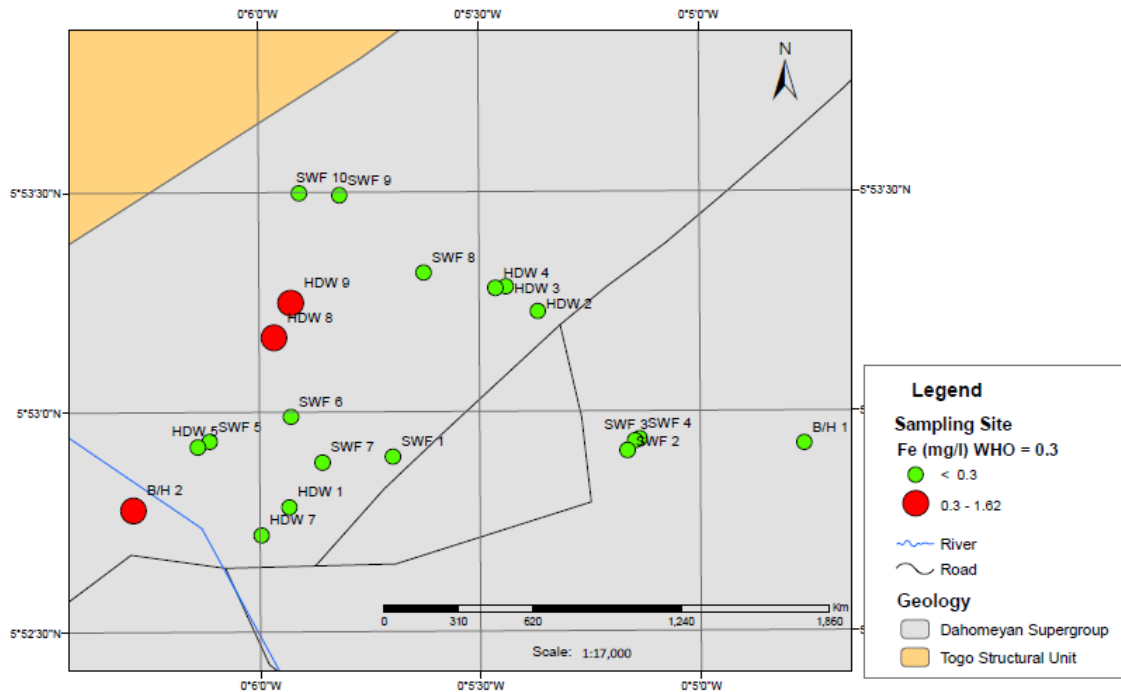 0°6'0"W 0°5'30"W 0°5'0"W
N
5°53'30"N 5°53'30"N
SWF 10 SWF 9
SWF 8
HDW 4
HDW 3
HDW 9
HDW 2
HDW 8
5°53'0"N
SWF 6
SWF 3 SWF 4
HDW 5 SWF 5
SWF 7 SWF 1 SWF 2 B/H 1
B/H 2
HDW 1
HDW 7
Km
0 310 620 1,240 1,860
5°52'30"N
Scale: 1:17,000
0°6'0"W 0°5'30"W 0°5'0"W
Legend
Sampling Site
Fe (mg/l) WHO = 0.3
< 0.3
0.3 - 1.62
River
Road
Geology
Dahomeyan Supergroup
Togo Structural Unit